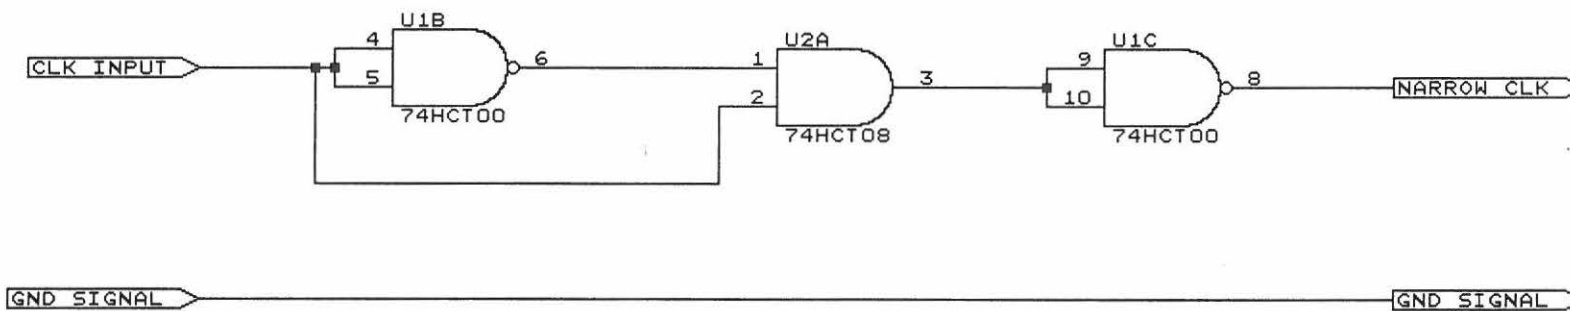 U1B
U2A
U1C
CLK INPUT
4
5
6
1
2
3
9
10
8
NARROW CLK
74HCT00
74HCT08
74HCT00
GND SIGNAL
GND SIGNAL